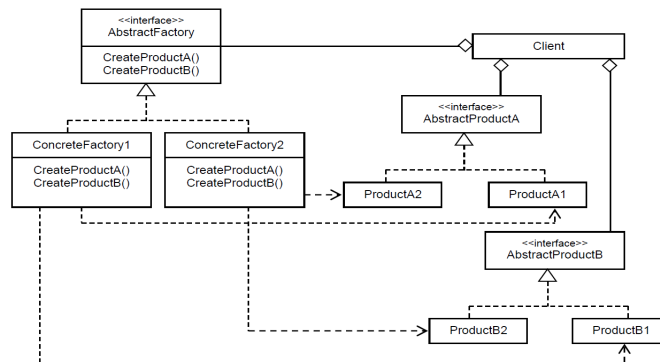 <<interface>>
AbstractFactory
CreateProductA()
CreateProductB()
Client
<<interface>>
AbstractProductA
ConcreteFactory1
CreateProductA()
CreateProductB()
ConcreteFactory2
CreateProductA()
CreateProductB()
ProductA2
ProductA1
<<interface>>
AbstractProductB
ProductB2
ProductB1